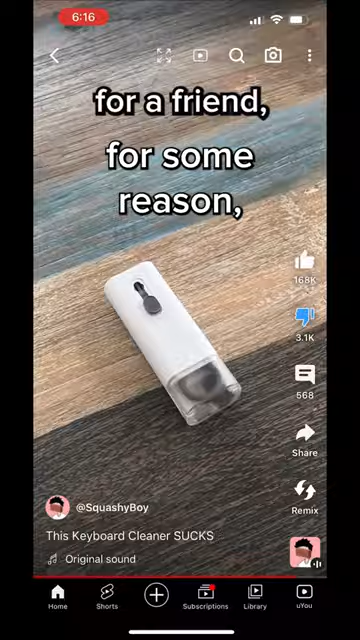 6:16
for a friend,
for some
reason,
168K
3.1K
568
Share
Remix
@SquashyBoy
This Keyboard Cleaner SUCKS
Original sound
Home
Shorts
Subscriptions
Library
uYou